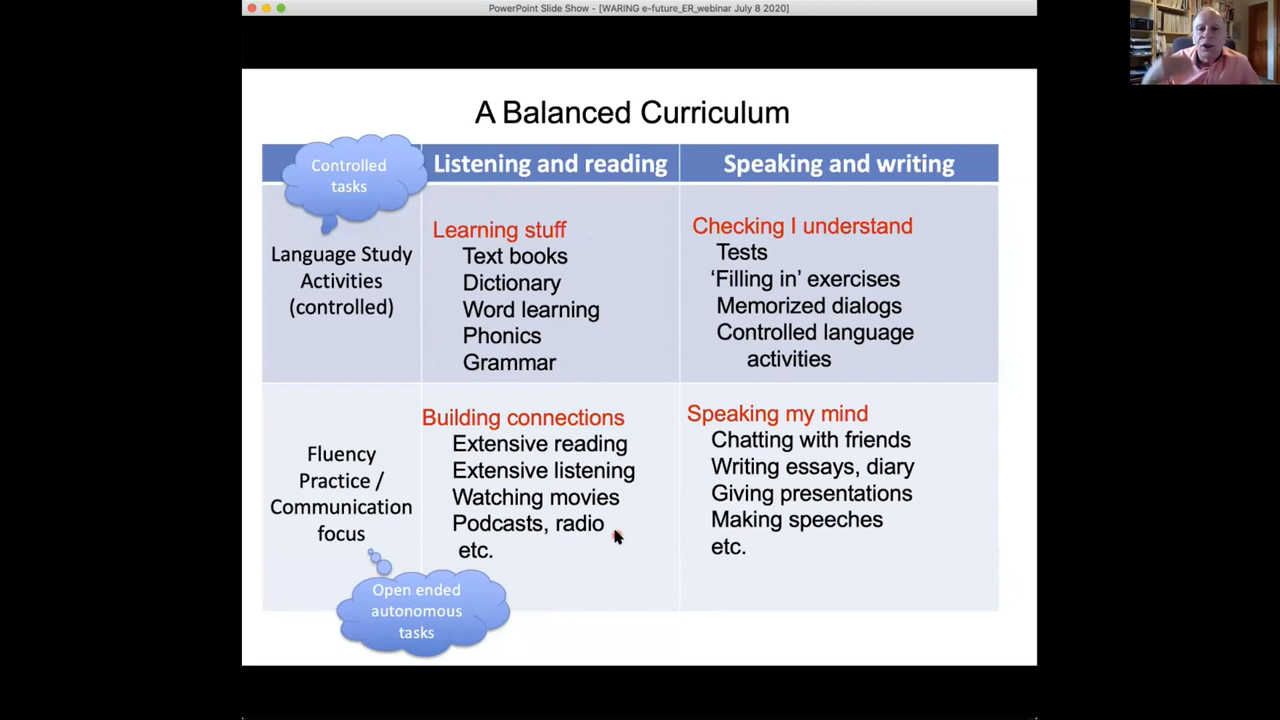 PowerPoint Slide Show - [WARING e-future_ER_webinar July 8 2020]
A Balanced Curriculum
Controlled
tasks
Listening and reading
Speaking and writing
Language Study
Activities
(controlled)
Learning stuff
Text books
Dictionary
Word learning
Phonics
Grammar
Checking I understand
Tests
‘Filling in’ exercises
Memorized dialogs
Controlled language
activities
Fluency
Practice /
Communication
focus
Building connections
Extensive reading
Extensive listening
Watching movies
Podcasts, radio
etc.
Speaking my mind
Chatting with friends
Writing essays, diary
Giving presentations
Making speeches
etc.
Open ended
autonomous
tasks